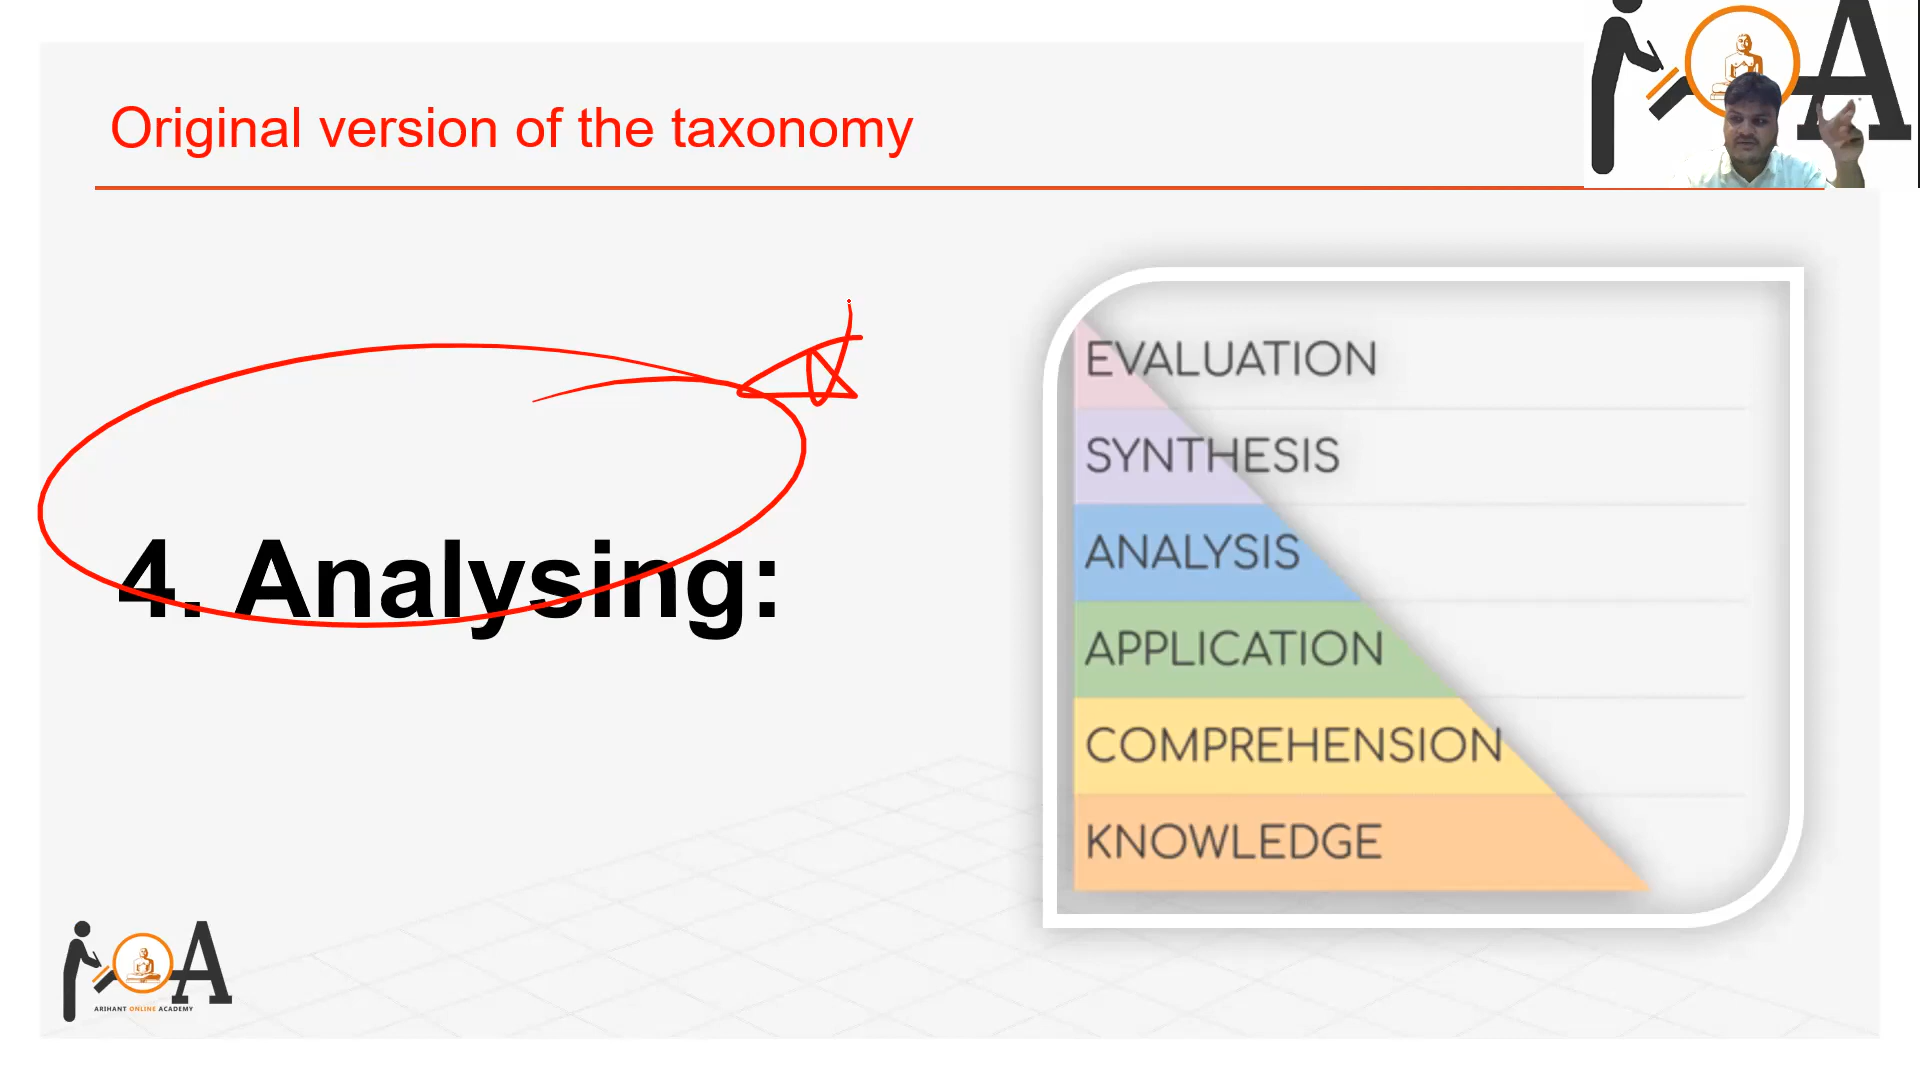 Original version of the taxonomy
4. Analysing:
EVALUATION
SYNTHESIS
ANALYSIS
APPLICATION
COMPREHENSION
KNOWLEDGE
A
A
ARIHANT ONLINE ACADEMY